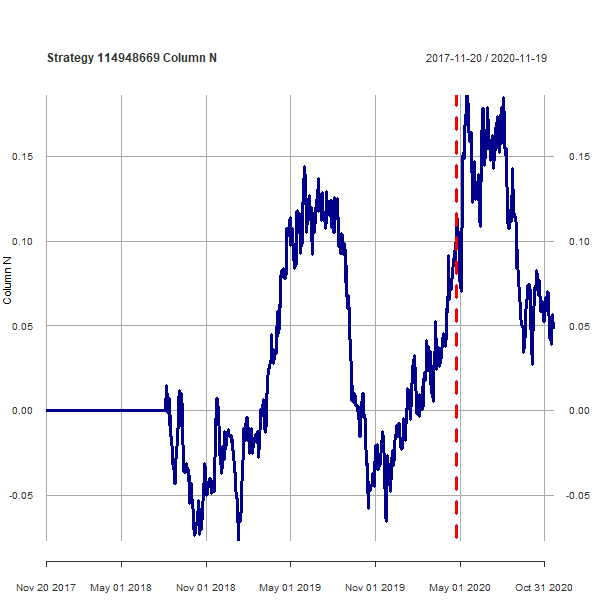 Strategy 114948669 Column N 2017-11-20 / 2020-11-19
Column N
0.15 0.15
0.10 0.10
0.05 0.05
0.00 0.00
-0.05 -0.05
Nov 20 2017 May 01 2018 Nov 01 2018 May 01 2019 Nov 01 2019 May 01 2020 Oct 31 2020